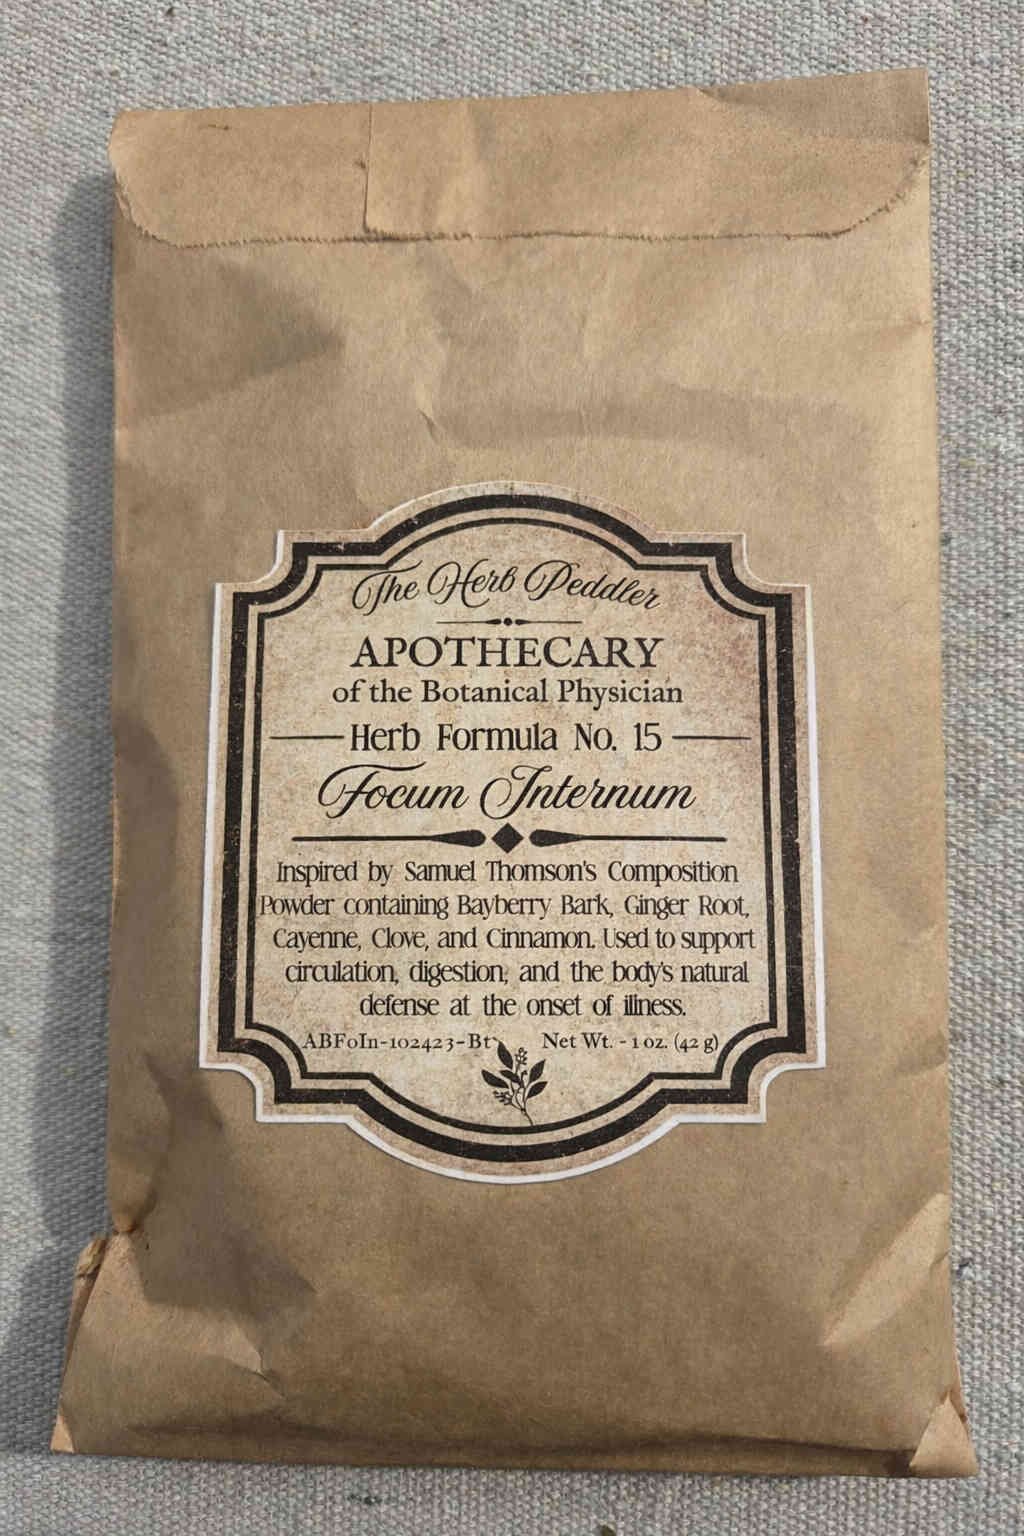 The Herb Peddler
APOTHECARY
of the Botanical Physician
Herb Formula No. 15
Focum Internum
Inspired by Samuel Thomson's Composition
Powder containing Bayberry Bark, Ginger Root,
Cayenne, Clove, and Cinnamon. Used to support
circulation, digestion, and the body's natural
defense at the onset of illness.
ABFoIn-102423-Bt Net Wt. - 1 oz. (42 g)